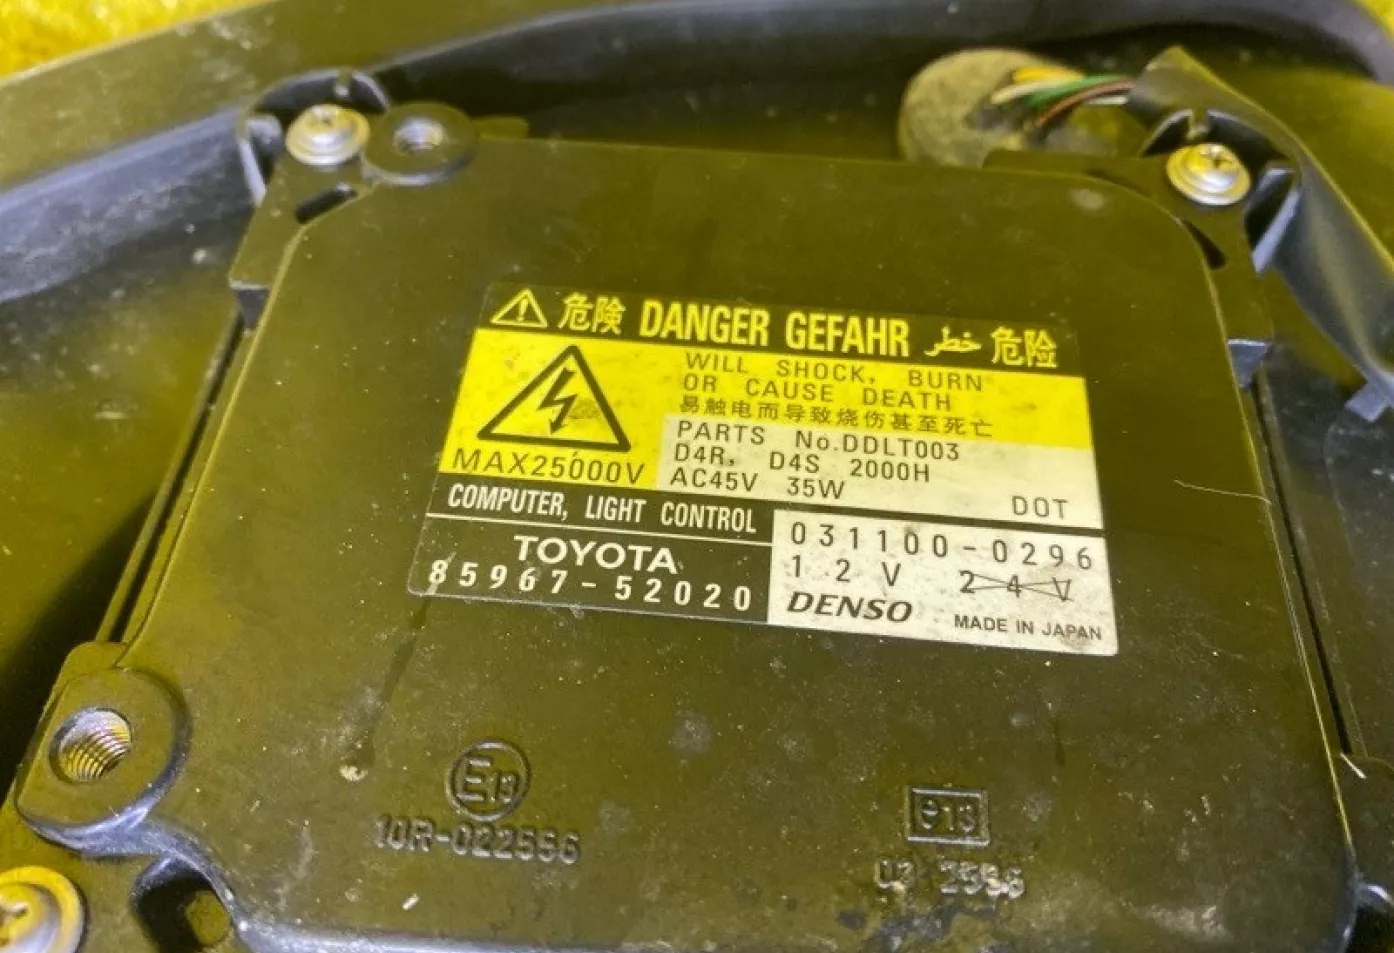 危険 DANGER GEFAHR خطر 危险
WILL SHOCK, BURN
OR CAUSE DEATH
易触电而导致烧伤甚至死亡
MAX25000V
PARTS No.DDLT003
D4R, D4S 2000H
AC45V 35W
DOT
COMPUTER, LIGHT CONTROL
TOYOTA
85967-52020
031100-0296
12V 24V
DENSO
MADE IN JAPAN
E13
10R-022556
e13